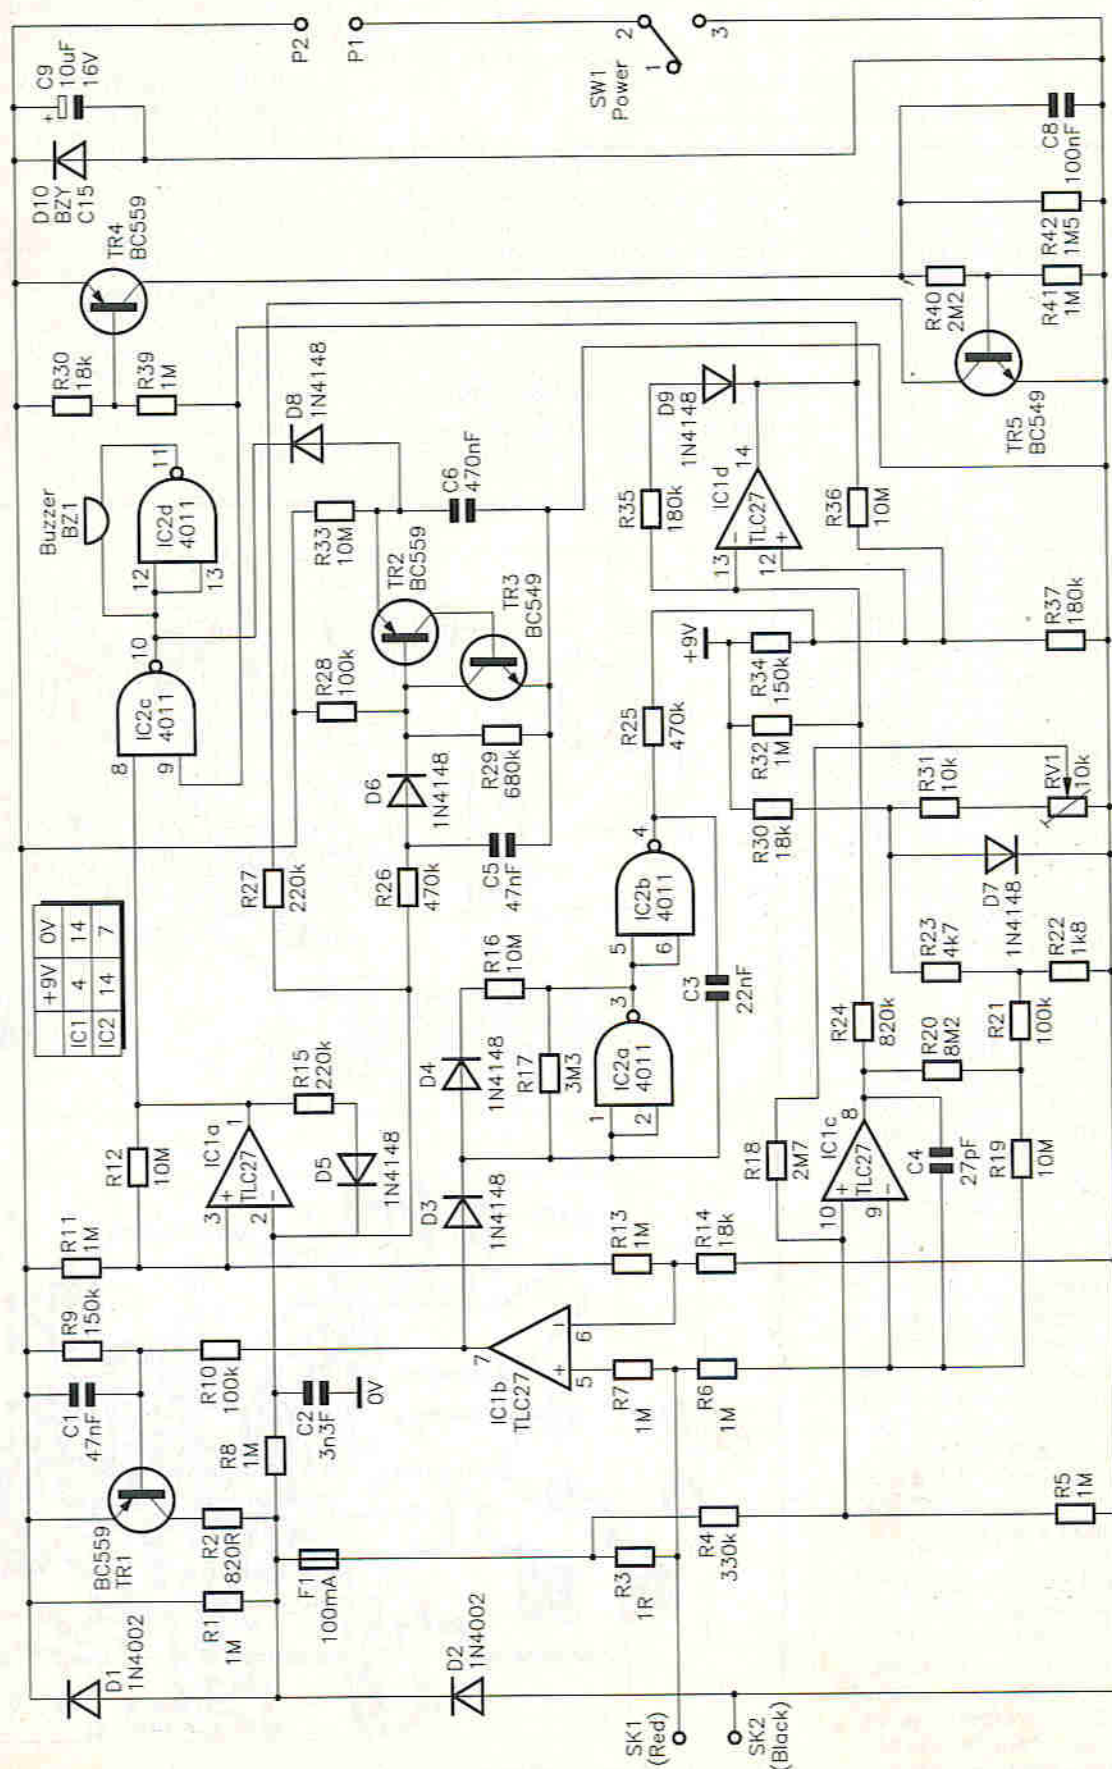 D1
1N4002
D2
1N4002
SK1
(Red)
SK2
(Black)
BC559
TR1
R1
1M
R2
820R
F1
100mA
R3
1R
R4
330k
R5
1M
C1
47nF
R9
150k
R11
1M
R10
100k
R8
1M
C2
3n3F
0V
IC1b
TLC27
5
6
7
+
−
R7
1M
R6
1M
R13
1M
R14
18k
R12
10M
IC1a
TLC27
3
2
1
+
−
D5
1N4148
R15
220k
D3
1N4148
D4
1N4148
R16
10M
R17
3M3
1
2
3
IC2a
4011
5
6
4
IC2b
4011
C3
22nF
R18
2M7
IC1c
TLC27
10
9
8
+
−
C4
27pF
R19
10M
R20
8M2
R21
100k
R22
1k8
R23
4k7
R24
820k
D7
1N4148
R31
10k
RV1
10k
+9V
0V
IC1
4
14
IC2
14
7
R27
220k
R26
470k
C5
47nF
D6
1N4148
R28
100k
R29
680k
R33
10M
TR2
BC559
TR3
BC549
C6
470nF
D8
1N4148
8
9
10
IC2c
4011
12
13
11
IC2d
4011
Buzzer
BZ1
R30
18k
R39
1M
TR4
BC559
D10
BZY
C15
C9
10uF
16V
+
R25
470k
+9V
R30
18k
R32
1M
R34
150k
R37
180k
R35
180k
R36
10M
IC1d
TLC27
13
12
14
−
+
D9
1N4148
TR5
BC549
R40
2M2
R41
1M
R42
1M5
C8
100nF
P2
P1
SW1
Power
1
2
3